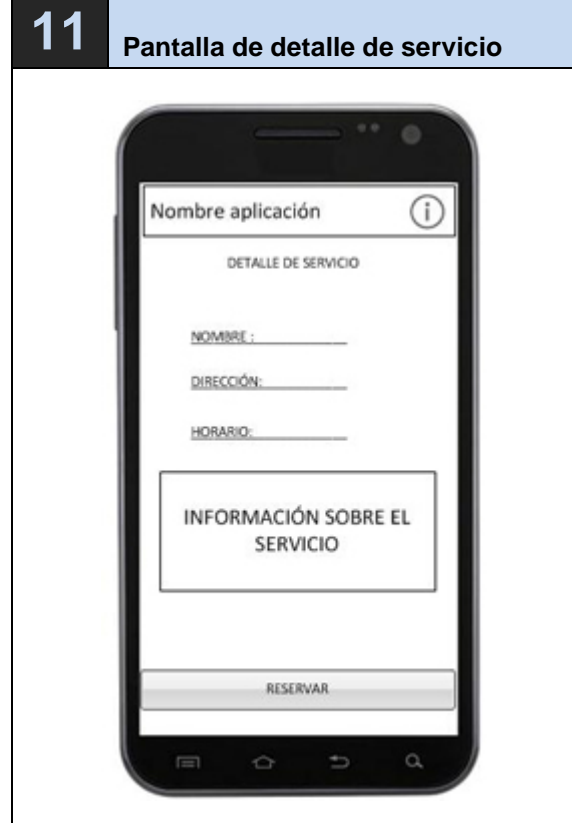 11
Pantalla de detalle de servicio
Nombre aplicación
DETALLE DE SERVICIO
NOMBRE :
DIRECCIÓN:
HORARIO:
INFORMACIÓN SOBRE EL
SERVICIO
RESERVAR